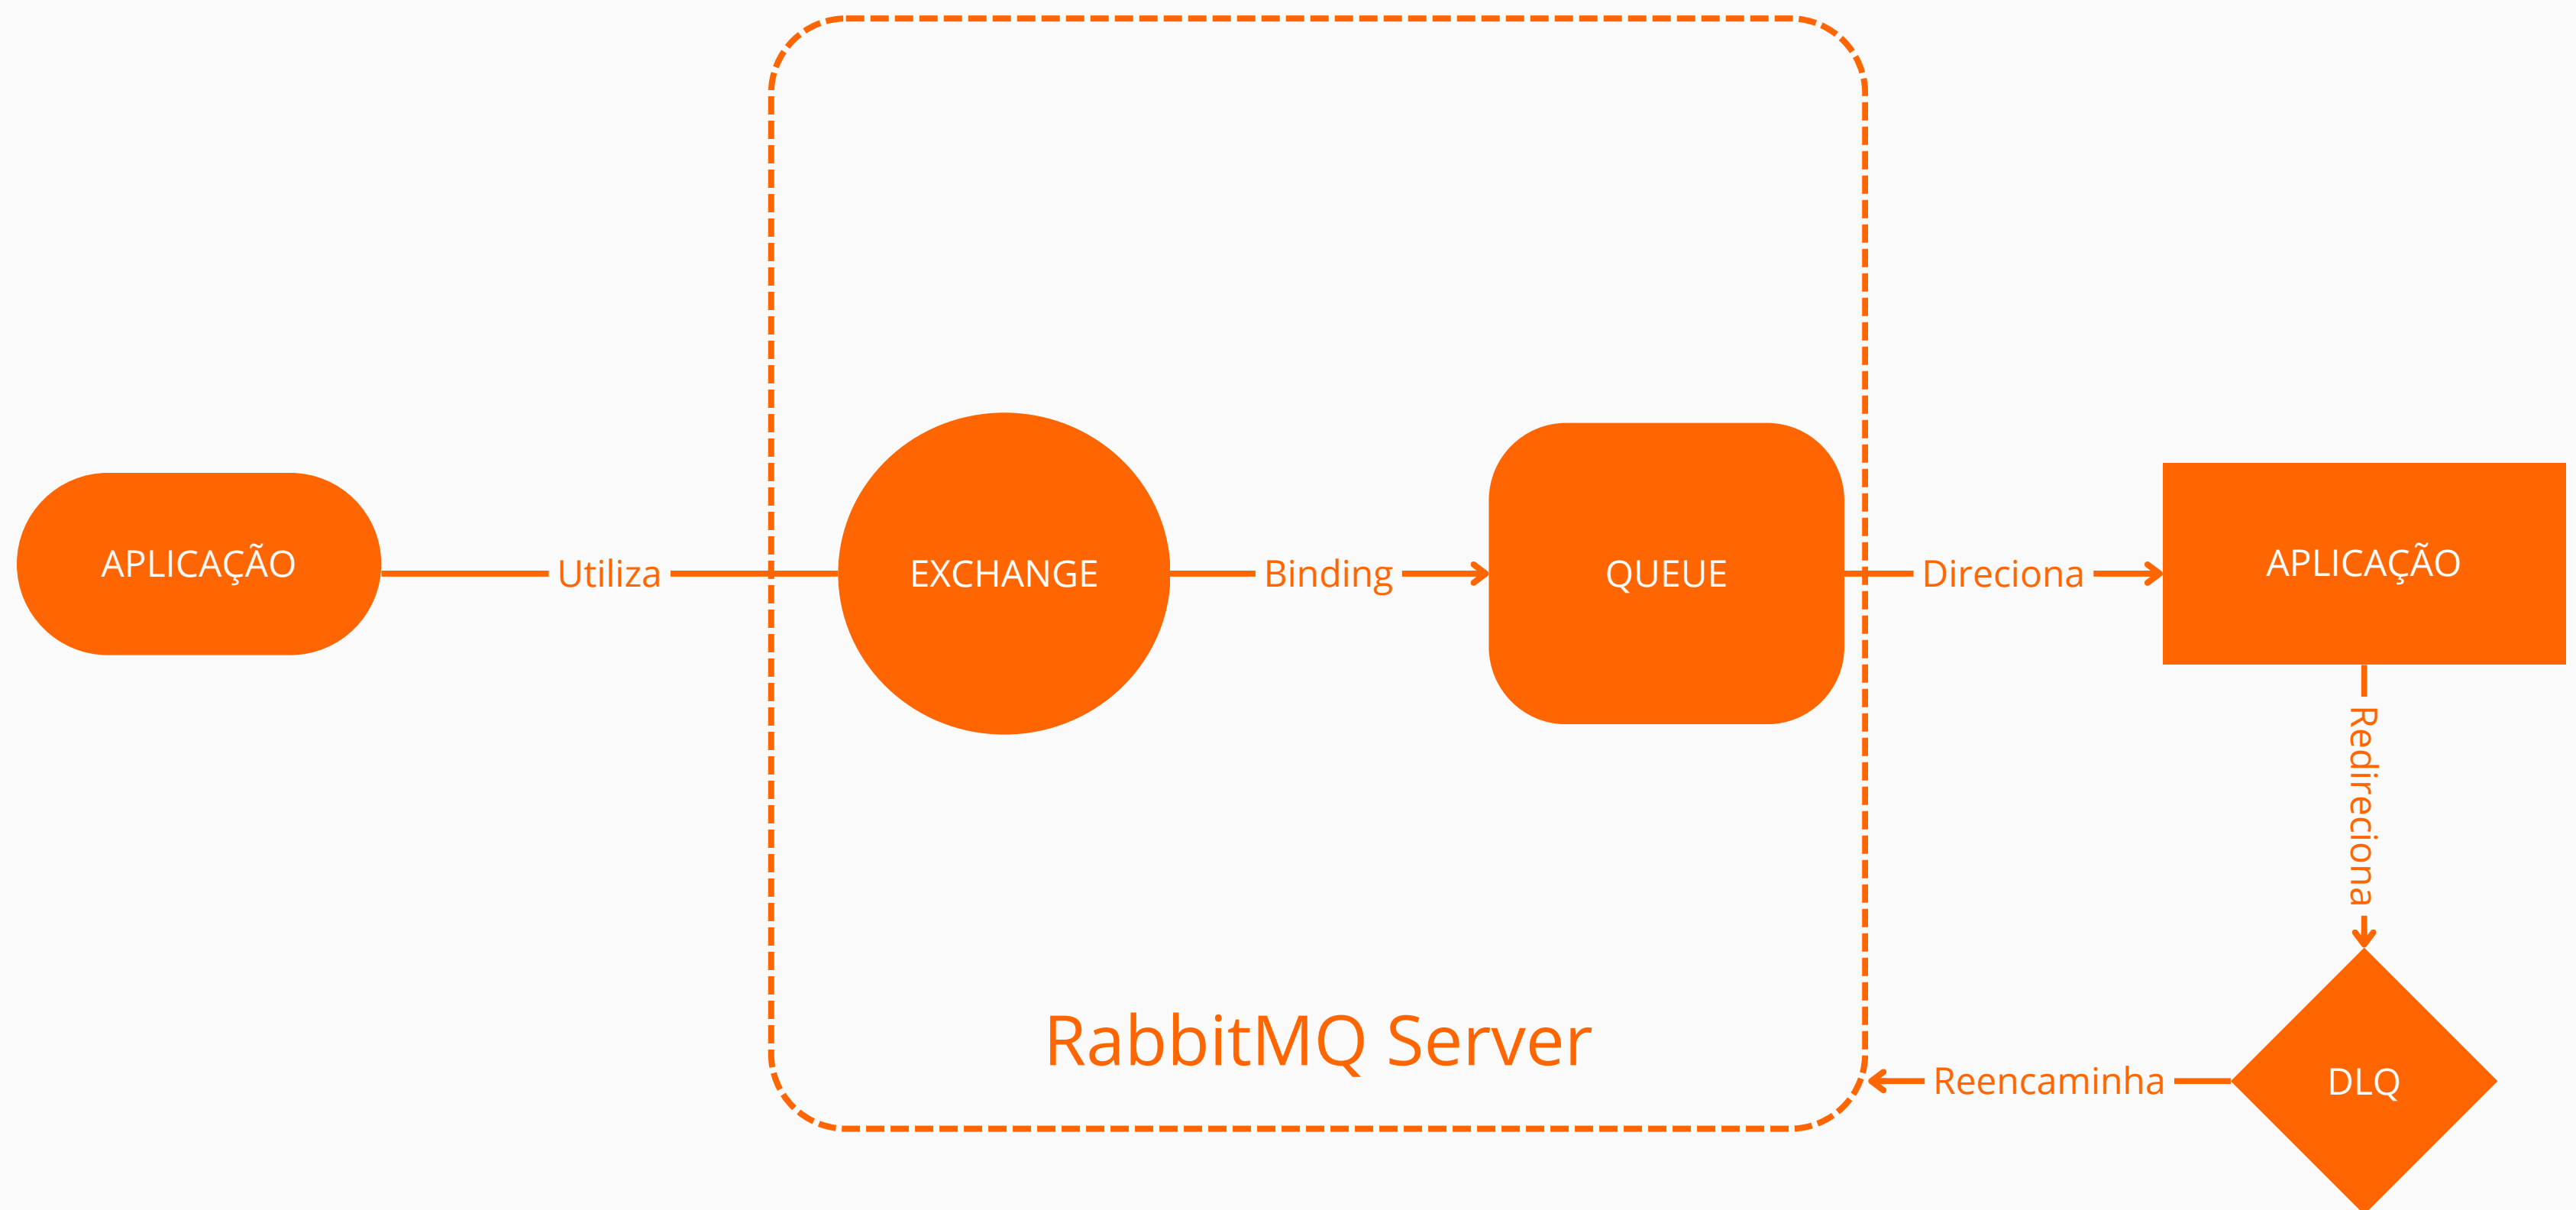 APLICAÇÃO
Utiliza
EXCHANGE
Binding
QUEUE
Direciona
APLICAÇÃO
Redireciona
RabbitMQ Server
Reencaminha
DLQ